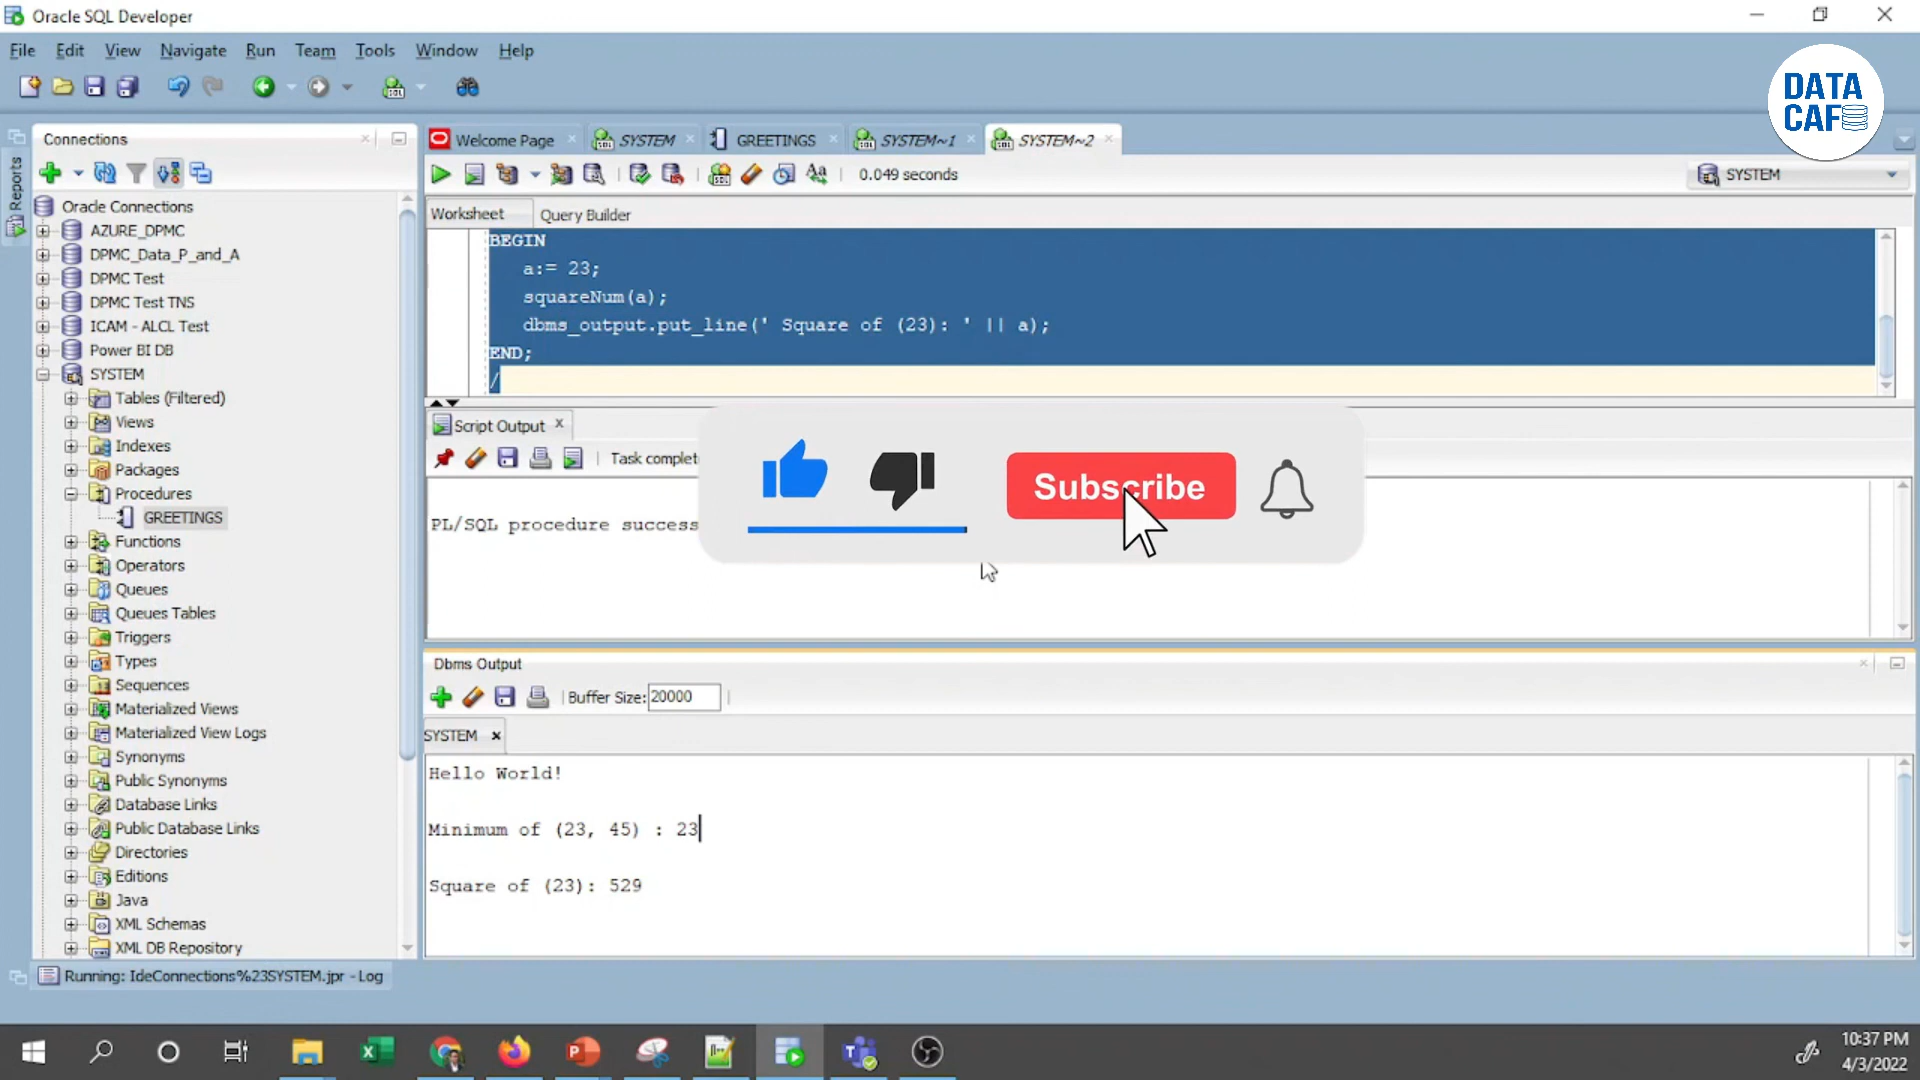 Oracle SQL Developer
File Edit View Navigate Run Team Tools Window Help
DATA
CAFE
Connections
Welcome Page
SYSTEM
GREETINGS
SYSTEM~1
SYSTEM~2
Reports
0.049 seconds
SYSTEM
Worksheet
Query Builder
Oracle Connections
AZURE_DPMC
DPMC_Data_P_and_A
DPMC Test
DPMC Test TNS
ICAM - ALCL Test
Power BI DB
SYSTEM
Tables (Filtered)
Views
Indexes
Packages
Procedures
GREETINGS
Functions
Operators
Queues
Queues Tables
Triggers
Types
Sequences
Materialized Views
Materialized View Logs
Synonyms
Public Synonyms
Database Links
Public Database Links
Directories
Editions
Java
XML Schemas
XML DB Repository
BEGIN
a:= 23;
squareNum(a);
dbms_output.put_line(' Square of (23): ' || a);
END;
/
Script Output
Task complet
PL/SQL procedure success
Subscribe
Dbms Output
Buffer Size: 20000
SYSTEM
Hello World!
Minimum of (23, 45) : 23
Square of (23): 529
Running: IdeConnections%23SYSTEM.jpr - Log
10:37 PM
4/3/2022